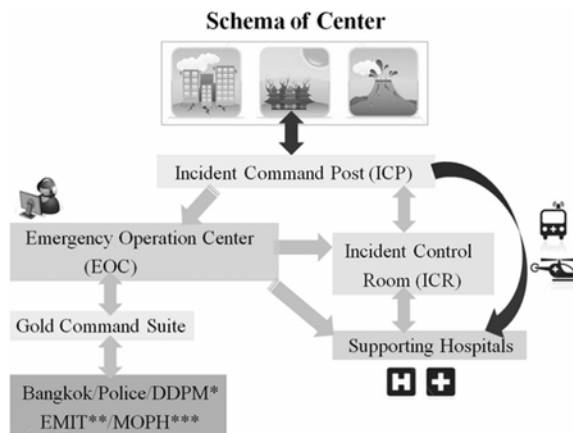 Schema of Center
Incident Command Post (ICP)
Emergency Operation Center
(EOC)
Incident Control
Room (ICR)
Gold Command Suite
Supporting Hospitals
H
Bangkok/Police/DDPM*
EMIT**/MOPH***